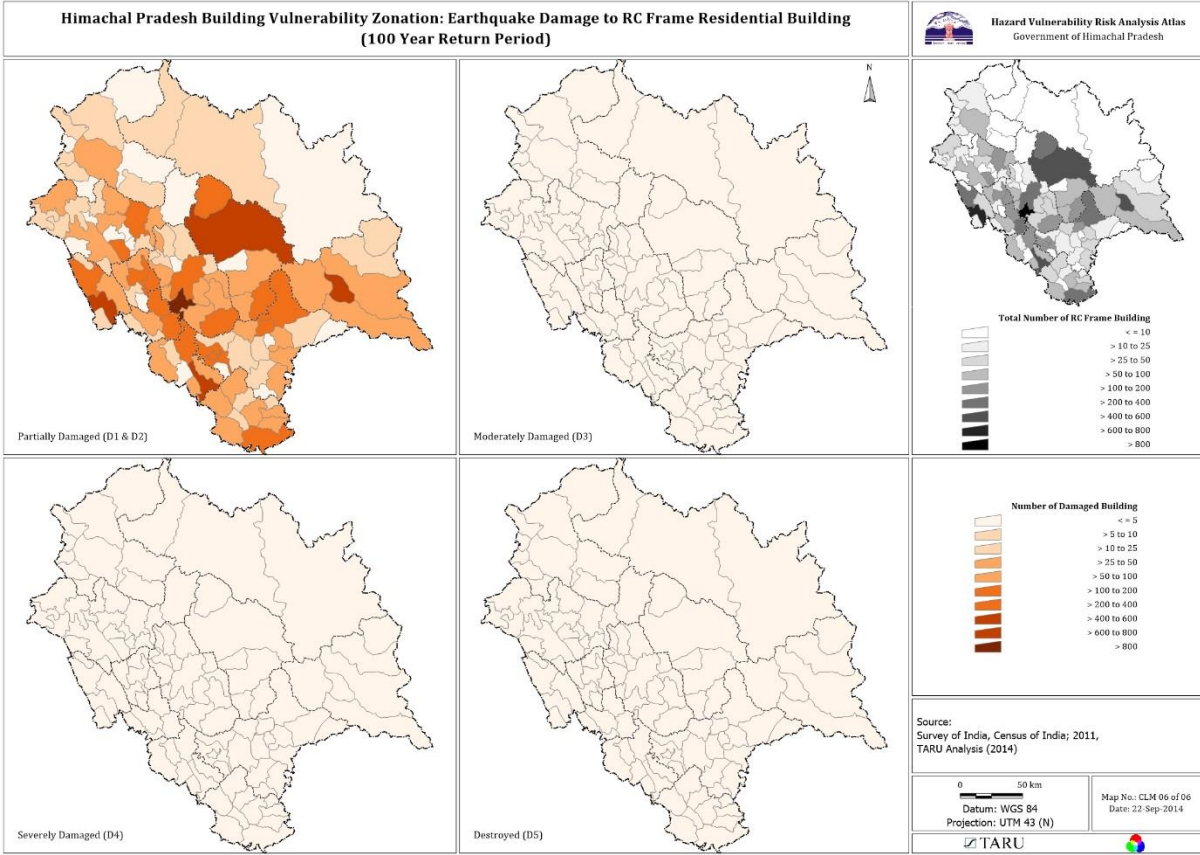 Himachal Pradesh Building Vulnerability Zonation: Earthquake Damage to RC Frame Residential Building
(100 Year Return Period)
Hazard Vulnerability Risk Analysis Atlas
Government of Himachal Pradesh
Partially Damaged (D1 & D2)
N
Moderately Damaged (D3)
Total Number of RC Frame Building
< = 10
> 10 to 25
> 25 to 50
> 50 to 100
> 100 to 200
> 200 to 400
> 400 to 600
> 600 to 800
> 800
Severely Damaged (D4)
Destroyed (D5)
Number of Damaged Building
< = 5
> 5 to 10
> 10 to 25
> 25 to 50
> 50 to 100
> 100 to 200
> 200 to 400
> 400 to 600
> 600 to 800
> 800
Source:
Survey of India, Census of India; 2011,
TARU Analysis (2014)
0 50 km
Datum: WGS 84
Projection: UTM 43 (N)
Map No.: CLM 06 of 06
Date: 22-Sep-2014
TARU